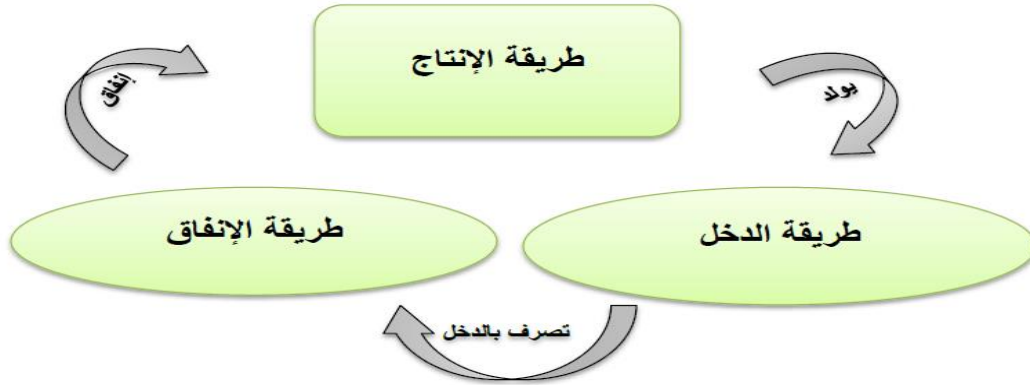 طريقة الإنتاج
يولد
إنفاق
طريقة الدخل
طريقة الإنفاق
تصرف بالدخل